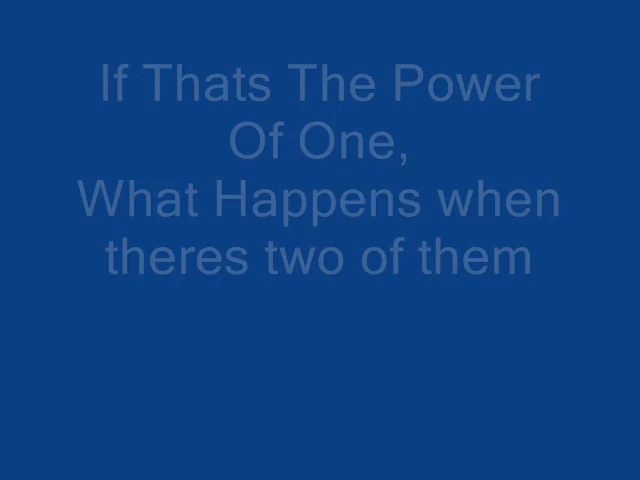 If Thats The Power
Of One,
What Happens when
theres two of them